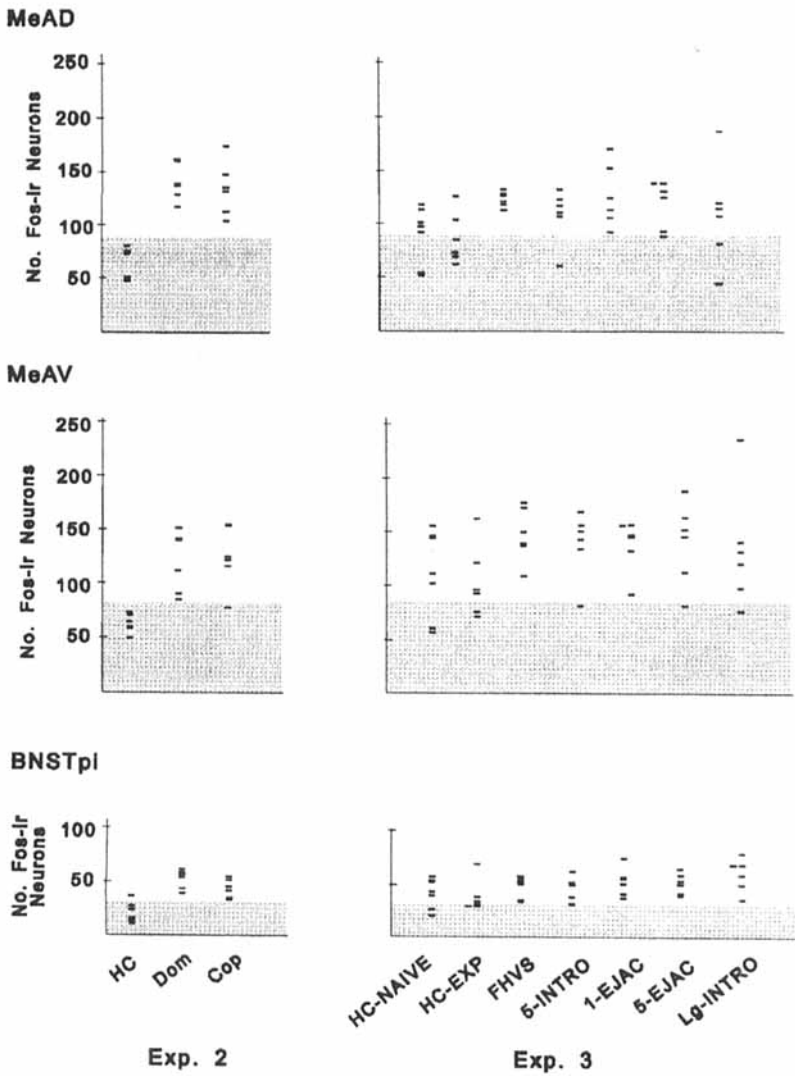 MeAD
No. Fos-ir Neurons
250
200
150
100
50
MeAV
No. Fos-ir Neurons
250
200
150
100
50
BNSTpi
No. Fos-ir
Neurons
100
50
HC
Dom
Cop
HC-NAIVE
HC-EXP
FHVS
5-INTRO
1-EJAC
5-EJAC
Lg-INTRO
Exp. 2
Exp. 3